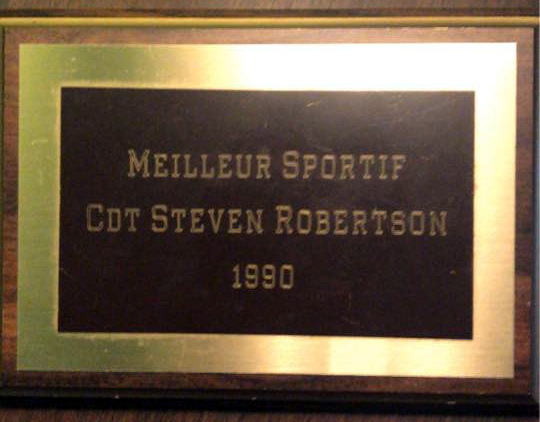 MEILLEUR SPORTIF
CDT STEVEN ROBERTSON
1990